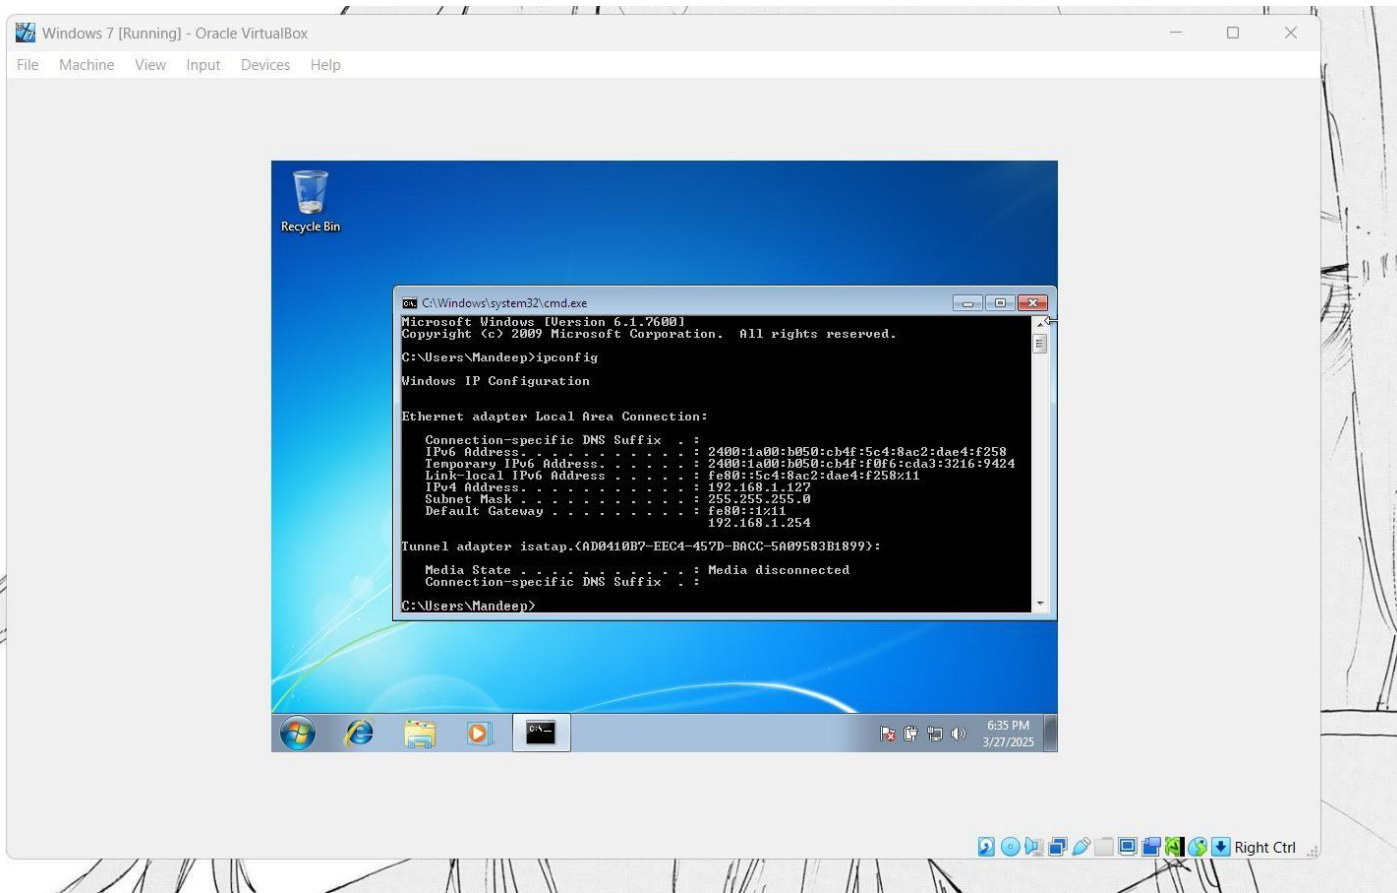 Windows 7 [Running] - Oracle VirtualBox
File Machine View Input Devices Help
Recycle Bin
C:\Windows\system32\cmd.exe
Microsoft Windows [Version 6.1.7600]
Copyright (c) 2009 Microsoft Corporation. All rights reserved.
C:\Users\Mandeep>ipconfig
Windows IP Configuration
Ethernet adapter Local Area Connection:
Connection-specific DNS Suffix . :
IPv6 Address. . . . . . . . . . . : 2400:1a00:b050:cb4f:5c4:8ac2:dae4:f258
Temporary IPv6 Address. . . . . . : 2400:1a00:b050:cb4f:f0f6:cda3:3216:9424
Link-local IPv6 Address . . . . . : fe80::5c4:8ac2:dae4:f258%11
IPv4 Address. . . . . . . . . . . : 192.168.1.127
Subnet Mask . . . . . . . . . . . : 255.255.255.0
Default Gateway . . . . . . . . . : fe80::1%11
192.168.1.254
Tunnel adapter isatap.{AD0410B7-EEC4-457D-BACC-5A09583B1899}:
Media State . . . . . . . . . . . : Media disconnected
Connection-specific DNS Suffix . :
C:\Users\Mandeep>
6:35 PM
3/27/2025
Right Ctrl